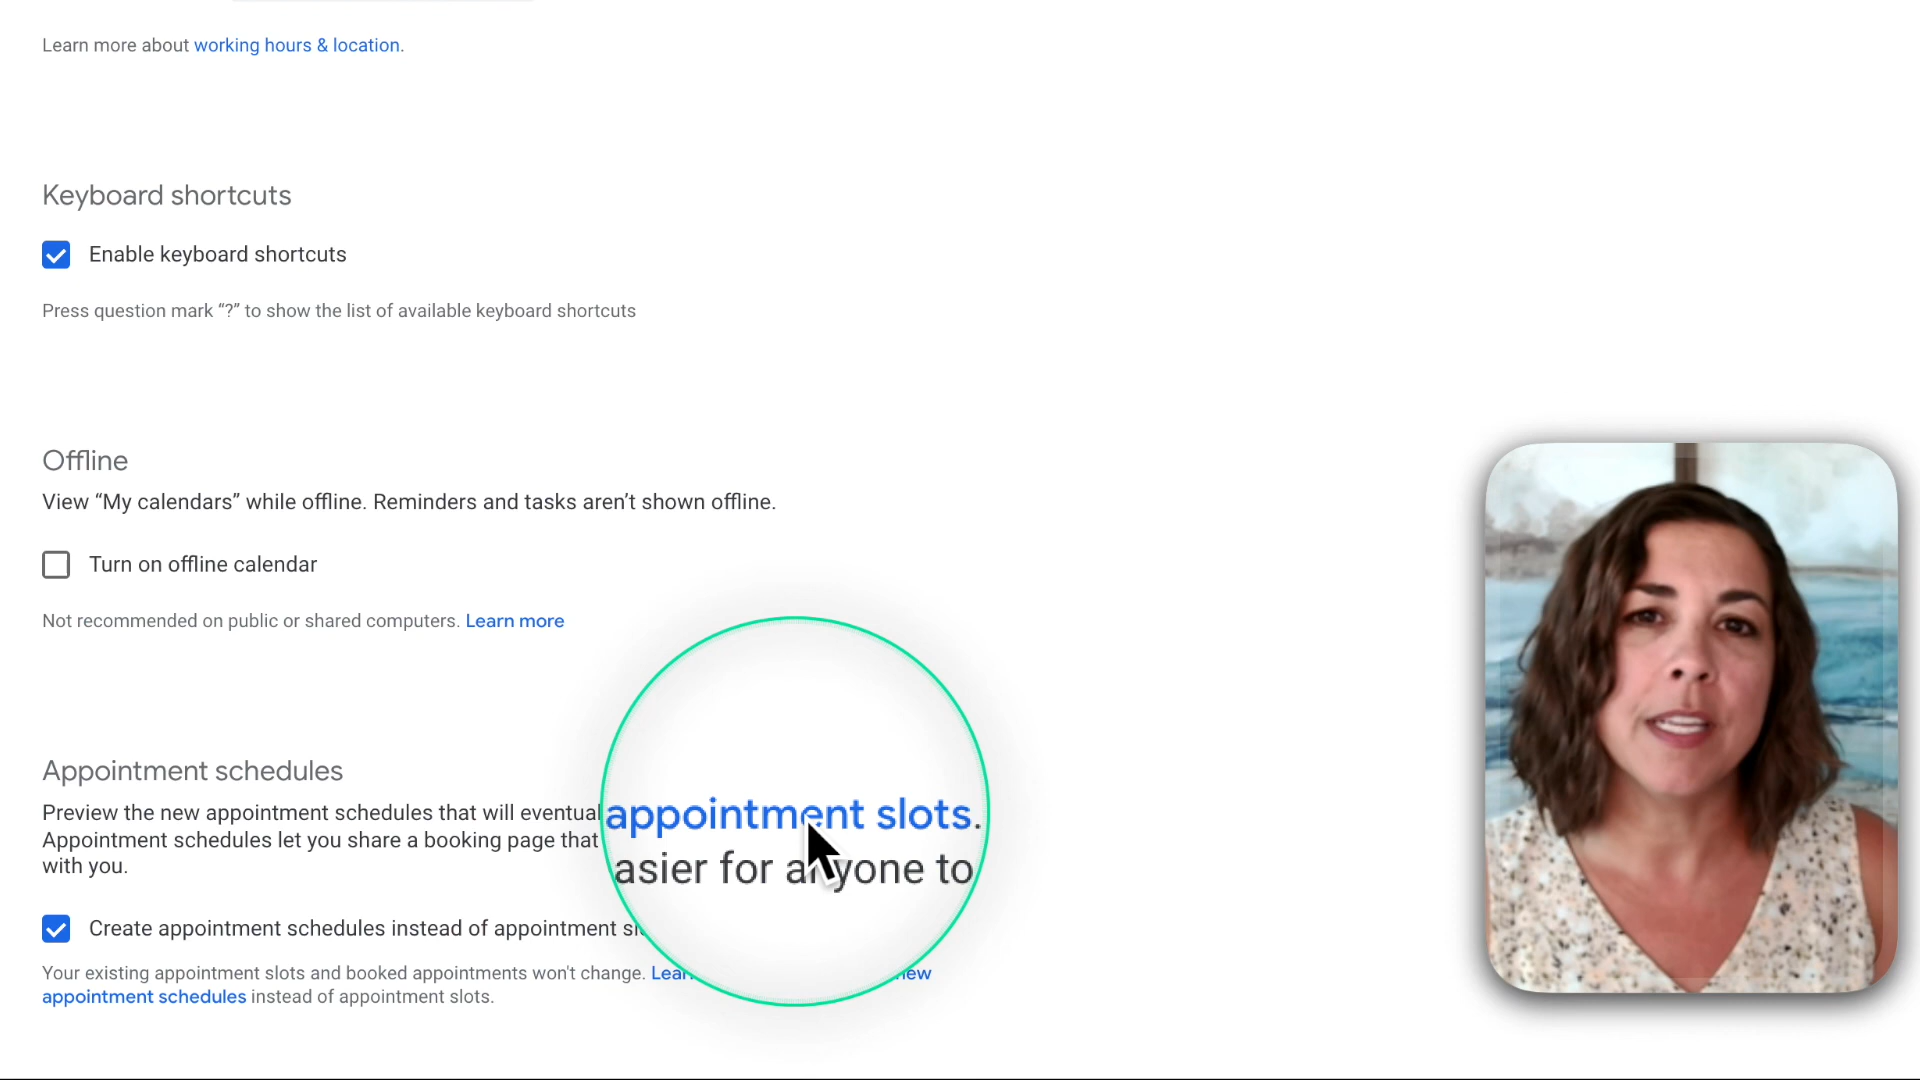 Learn more about working hours & location.
Keyboard shortcuts
Enable keyboard shortcuts
Press question mark “?” to show the list of available keyboard shortcuts
Offline
View “My calendars” while offline. Reminders and tasks aren’t shown offline.
Turn on offline calendar
Not recommended on public or shared computers. Learn more
Appointment schedules
Preview the new appointment schedules that will eventual appointment slots.
Appointment schedules let you share a booking page that easier for anyone to
with you.
Create appointment schedules instead of appointment
Your existing appointment slots and booked appointments won't change.
appointment schedules instead of appointment slots.